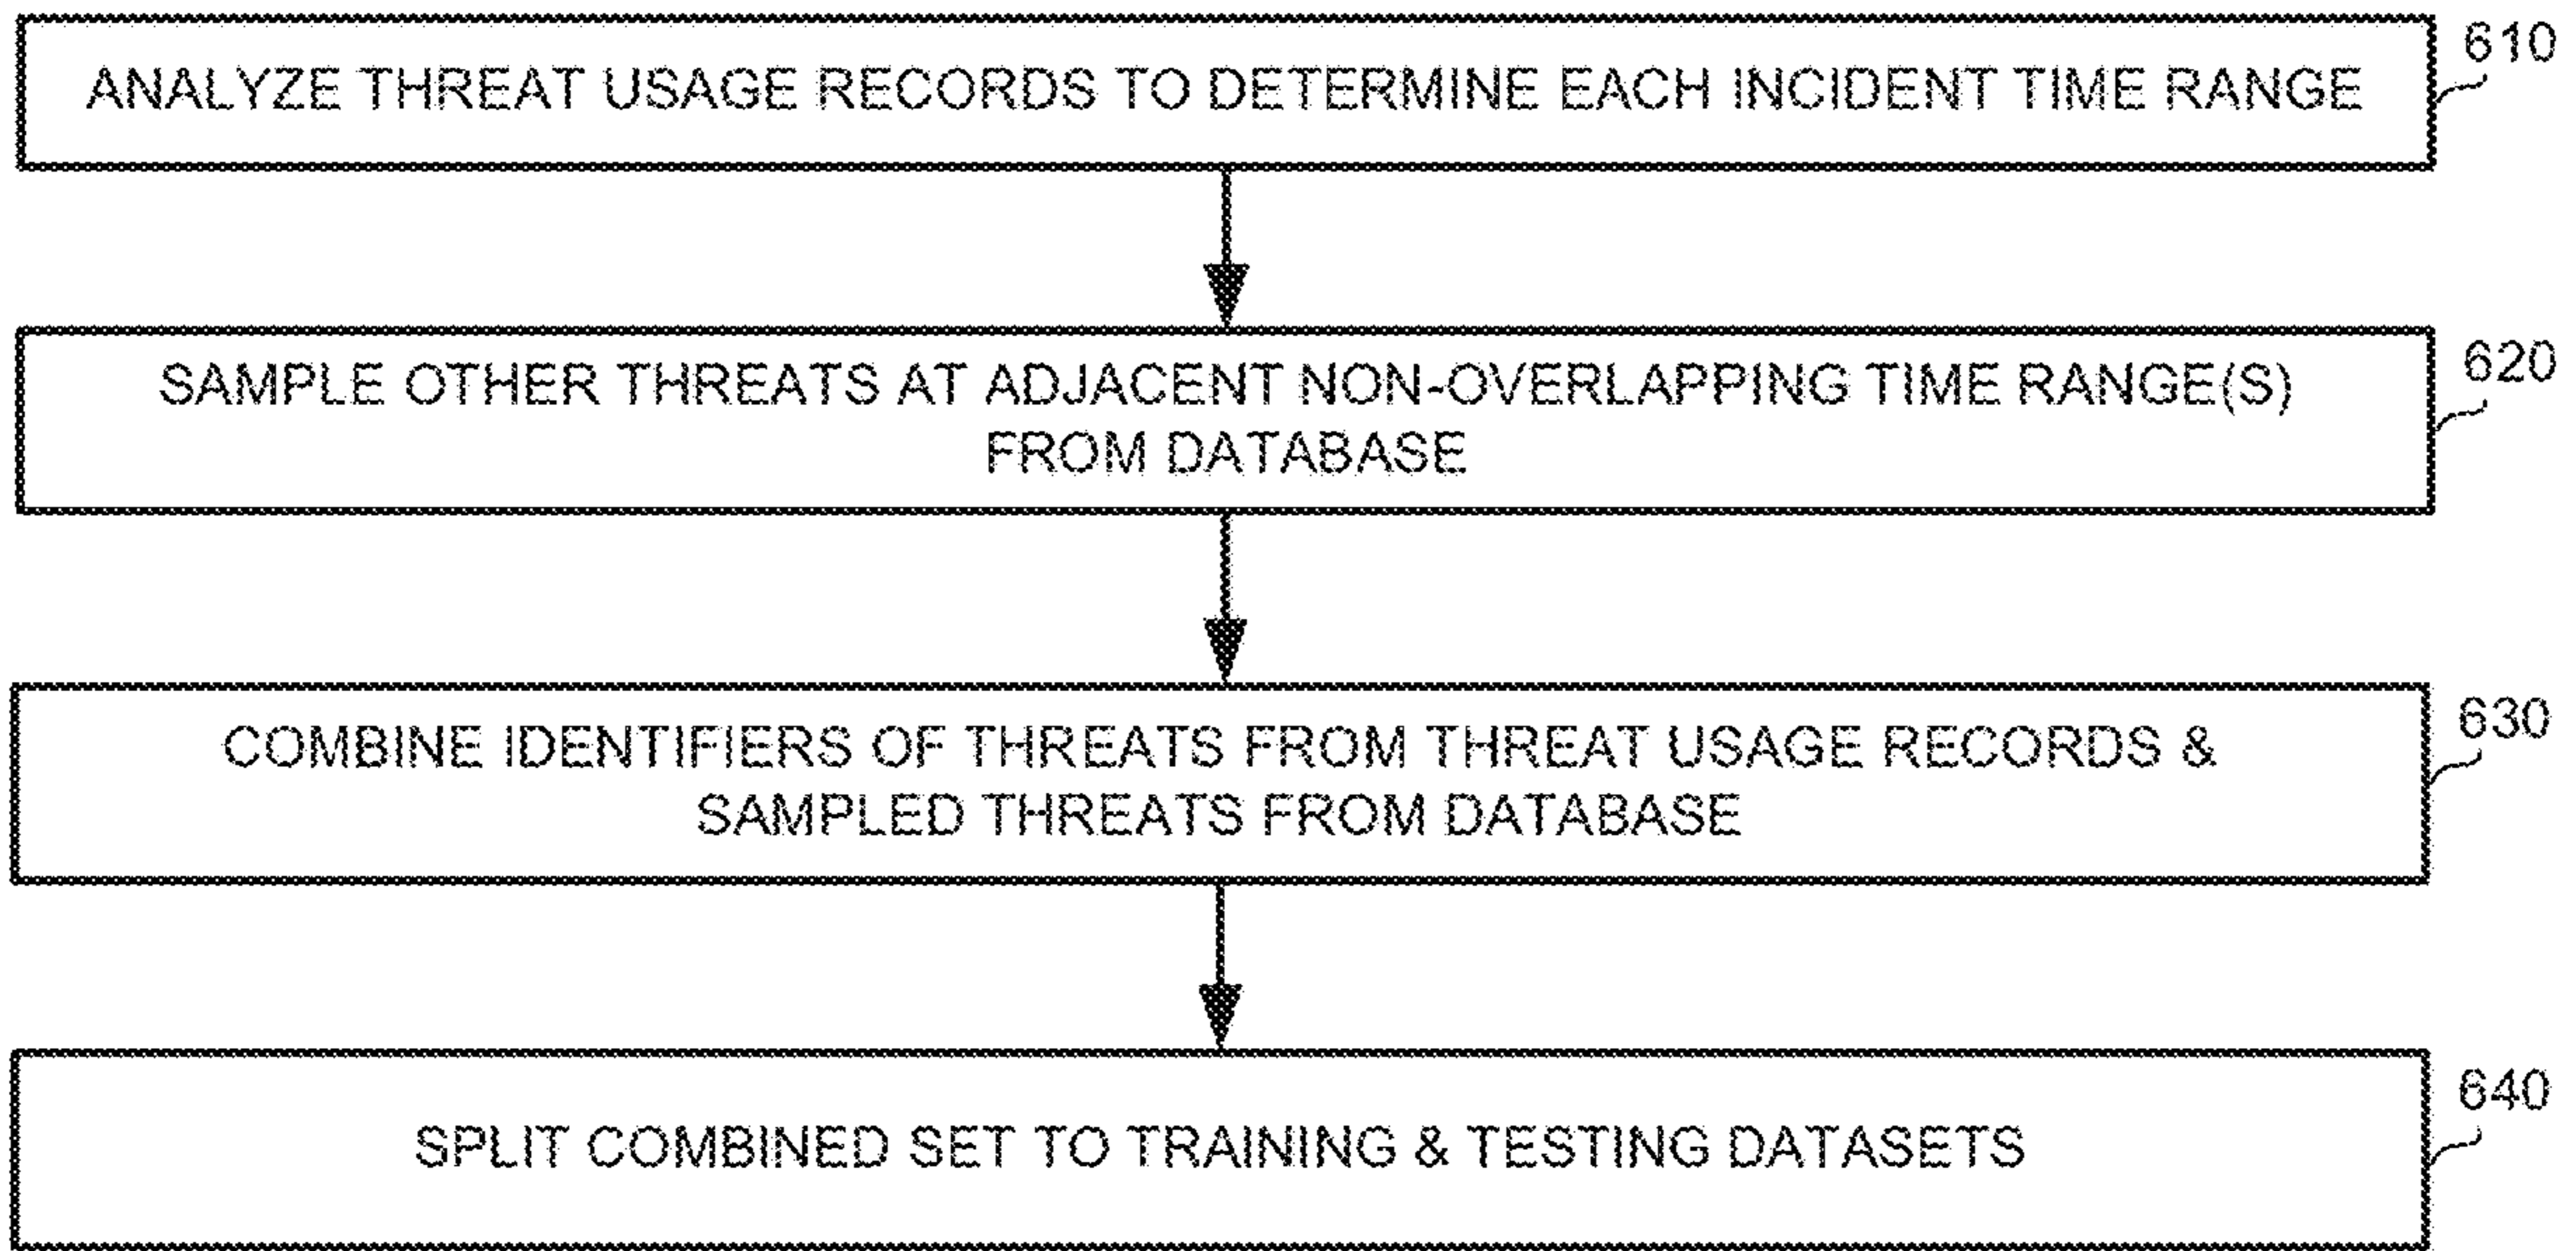 610
ANALYZE THREAT USAGE RECORDS TO DETERMINE EACH INCIDENT TIME RANGE
620
SAMPLE OTHER THREATS AT ADJACENT NON-OVERLAPPING TIME RANGE(S)
FROM DATABASE
630
COMBINE IDENTIFIERS OF THREATS FROM THREAT USAGE RECORDS &
SAMPLED THREATS FROM DATABASE
640
SPLIT COMBINED SET TO TRAINING & TESTING DATASETS